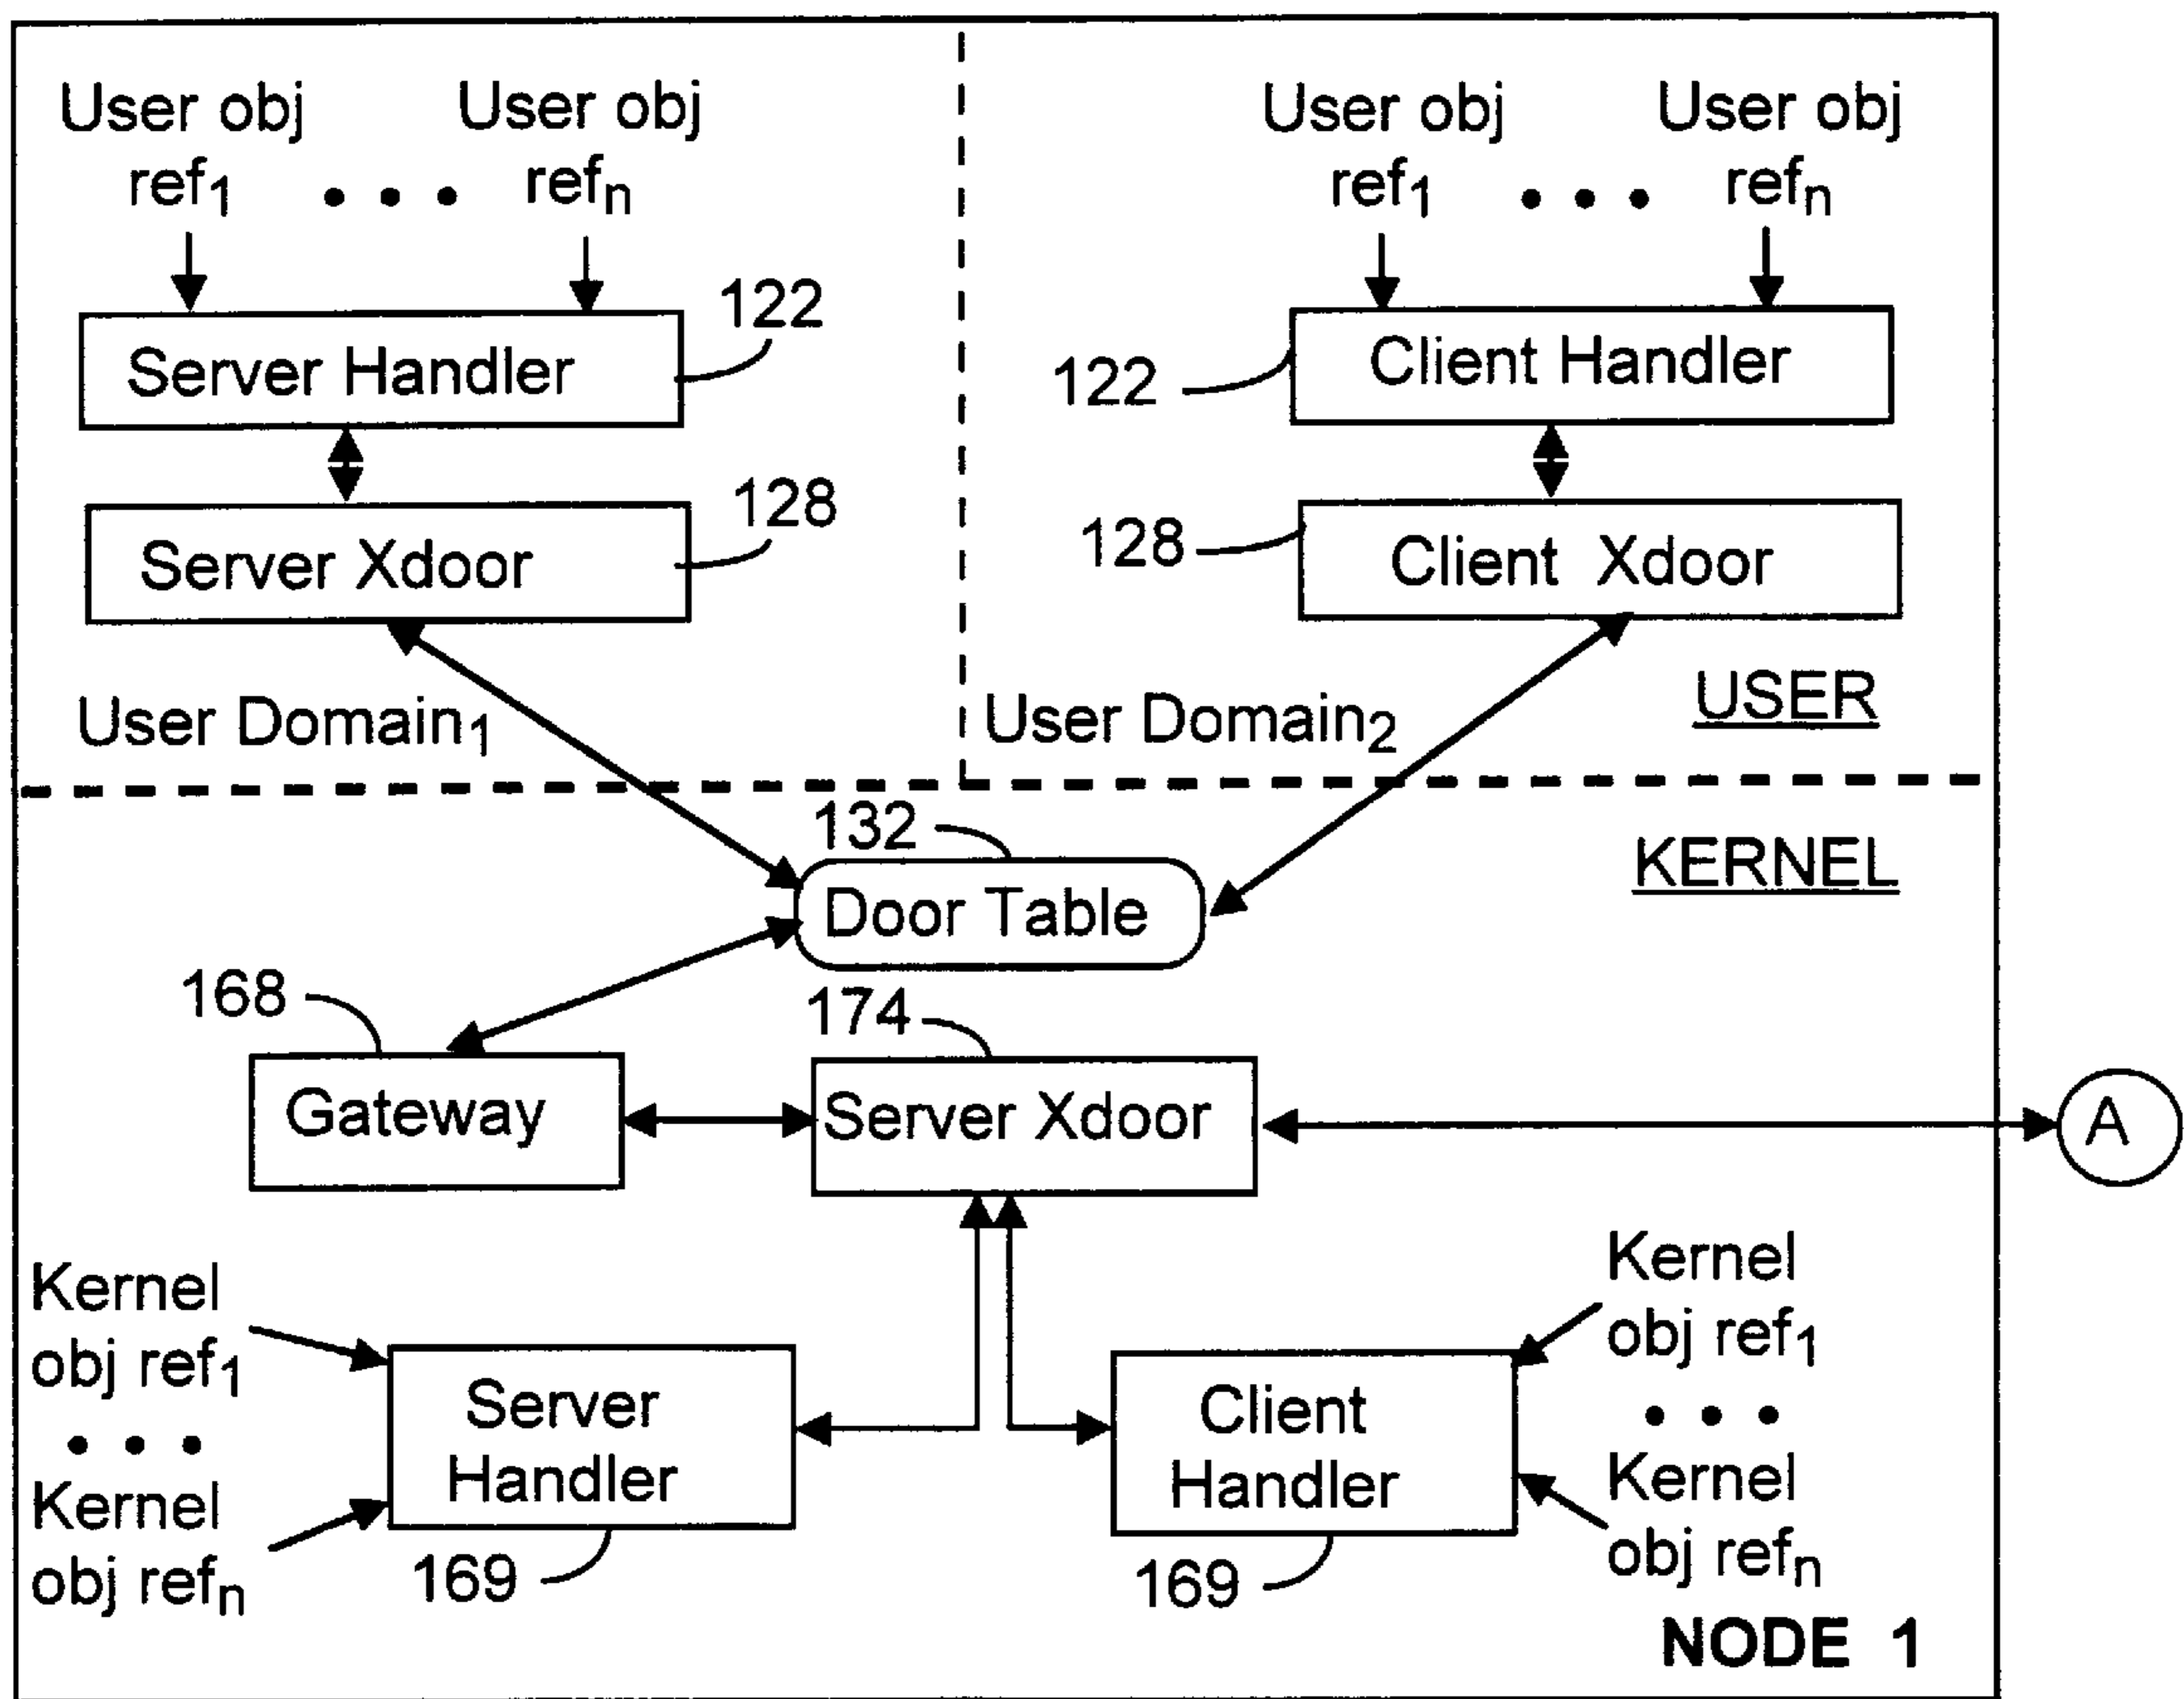 User obj
ref1 • • • 
User obj
refn
User obj
ref1 • • •
User obj
refn
122
Server Handler
122
Client Handler
128
Server Xdoor
128
Client Xdoor
User Domain1
User Domain2
USER
132
KERNEL
Door Table
168
174
Gateway
Server Xdoor
A
Kernel
obj ref1
• • •
Kernel
obj refn
Server
Handler
169
Client
Handler
169
Kernel
obj ref1
• • •
Kernel
obj refn
NODE 1